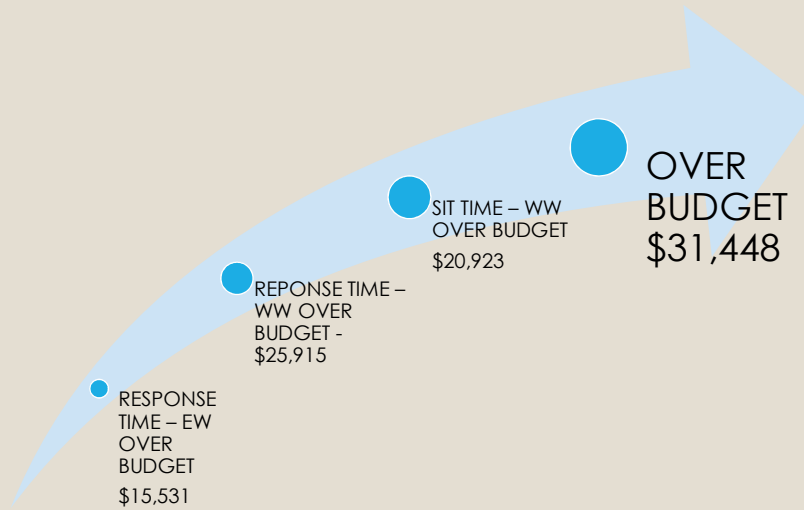 RESPONSE
TIME – EW
OVER
BUDGET
$15,531
REPONSE TIME –
WW OVER
BUDGET -
$25,915
SIT TIME – WW
OVER BUDGET
$20,923
OVER
BUDGET
$31,448